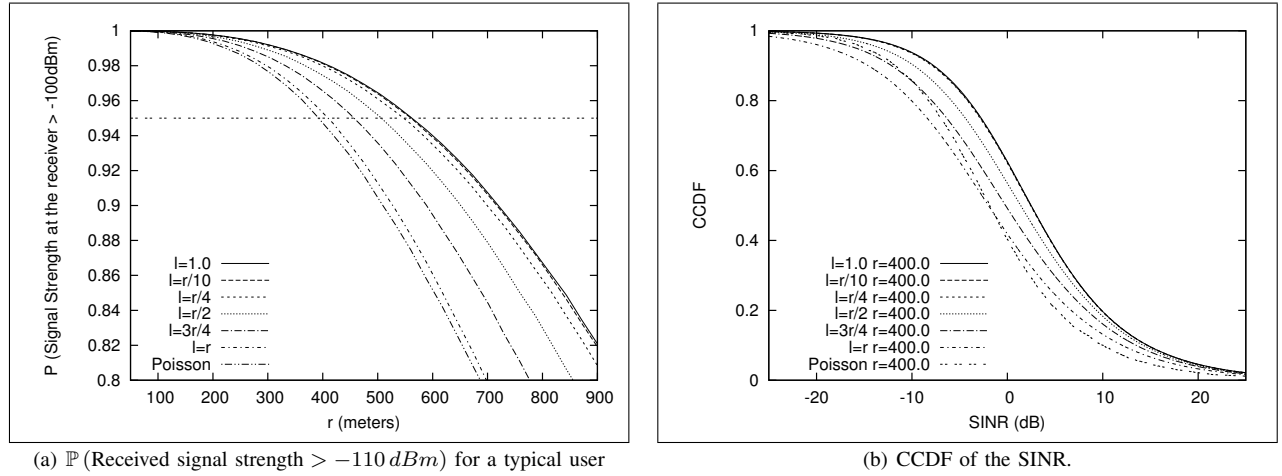 P (Signal Strength at the receiver > -100dBm)
1
0.98
0.96
0.94
0.92
0.9
0.88
0.86
0.84
0.82
0.8
l=1.0
l=r/10
l=r/4
l=r/2
l=3r/4
l=r
Poisson
100 200 300 400 500 600 700 800 900
r (meters)
(a) ℙ (Received signal strength > −110 dBm) for a typical user
CCDF
1
0.8
0.6
0.4
0.2
0
l=1.0 r=400.0
l=r/10 r=400.0
l=r/4 r=400.0
l=r/2 r=400.0
l=3r/4 r=400.0
l=r r=400.0
Poisson r=400.0
-20 -10 0 10 20
SINR (dB)
(b) CCDF of the SINR.